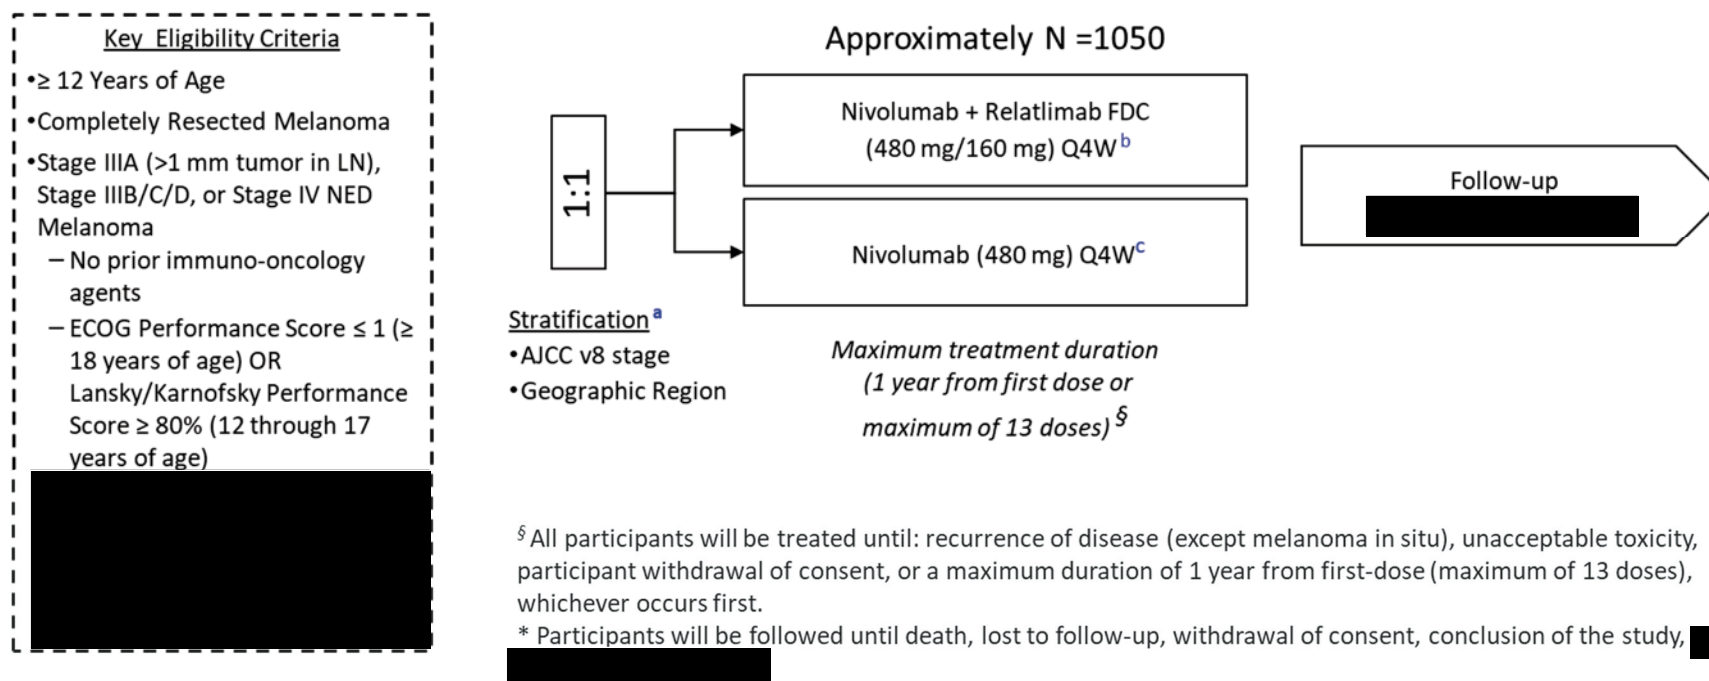 Key Eligibility Criteria
•≥ 12 Years of Age
•Completely Resected Melanoma
•Stage IIIA (>1 mm tumor in LN),
Stage IIIB/C/D, or Stage IV NED
Melanoma
– No prior immuno-oncology
agents
– ECOG Performance Score ≤ 1 (≥
18 years of age) OR
Lansky/Karnofsky Performance
Score ≥ 80% (12 through 17
years of age)
Approximately N =1050
1:1
Nivolumab + Relatlimab FDC
(480 mg/160 mg) Q4W b
Nivolumab (480 mg) Q4W c
Follow-up
Stratification a
•AJCC v8 stage
•Geographic Region
Maximum treatment duration
(1 year from first dose or
maximum of 13 doses) §
§ All participants will be treated until: recurrence of disease (except melanoma in situ), unacceptable toxicity,
participant withdrawal of consent, or a maximum duration of 1 year from first-dose (maximum of 13 doses),
whichever occurs first.
* Participants will be followed until death, lost to follow-up, withdrawal of consent, conclusion of the study,